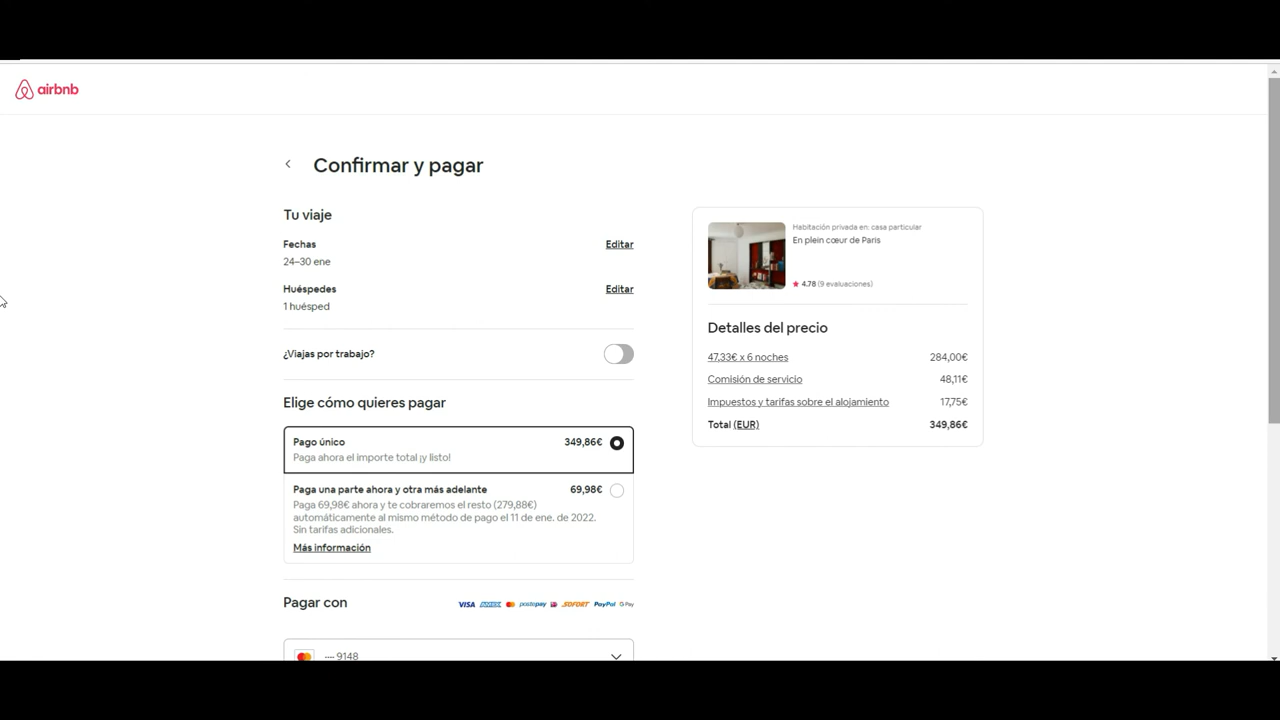 airbnb
Confirmar y pagar
Tu viaje
Fechas
Editar
24–30 ene
Huéspedes
Editar
1 huésped
¿Viajas por trabajo?
Elige cómo quieres pagar
Pago único
349,86€
Paga ahora el importe total ¡y listo!
Paga una parte ahora y otra más adelante
69,98€
Paga 69,98€ ahora y te cobraremos el resto (279,88€)
automáticamente al mismo método de pago el 11 de ene. de 2022.
Sin tarifas adicionales.
Más información
Pagar con
VISA AMEX postepay SOFORT PayPal G Pay
···· 9148
Habitación privada en: casa particular
En plein cœur de Paris
4.78 (9 evaluaciones)
Detalles del precio
47,33€ x 6 noches 284,00€
Comisión de servicio 48,11€
Impuestos y tarifas sobre el alojamiento 17,75€
Total (EUR) 349,86€